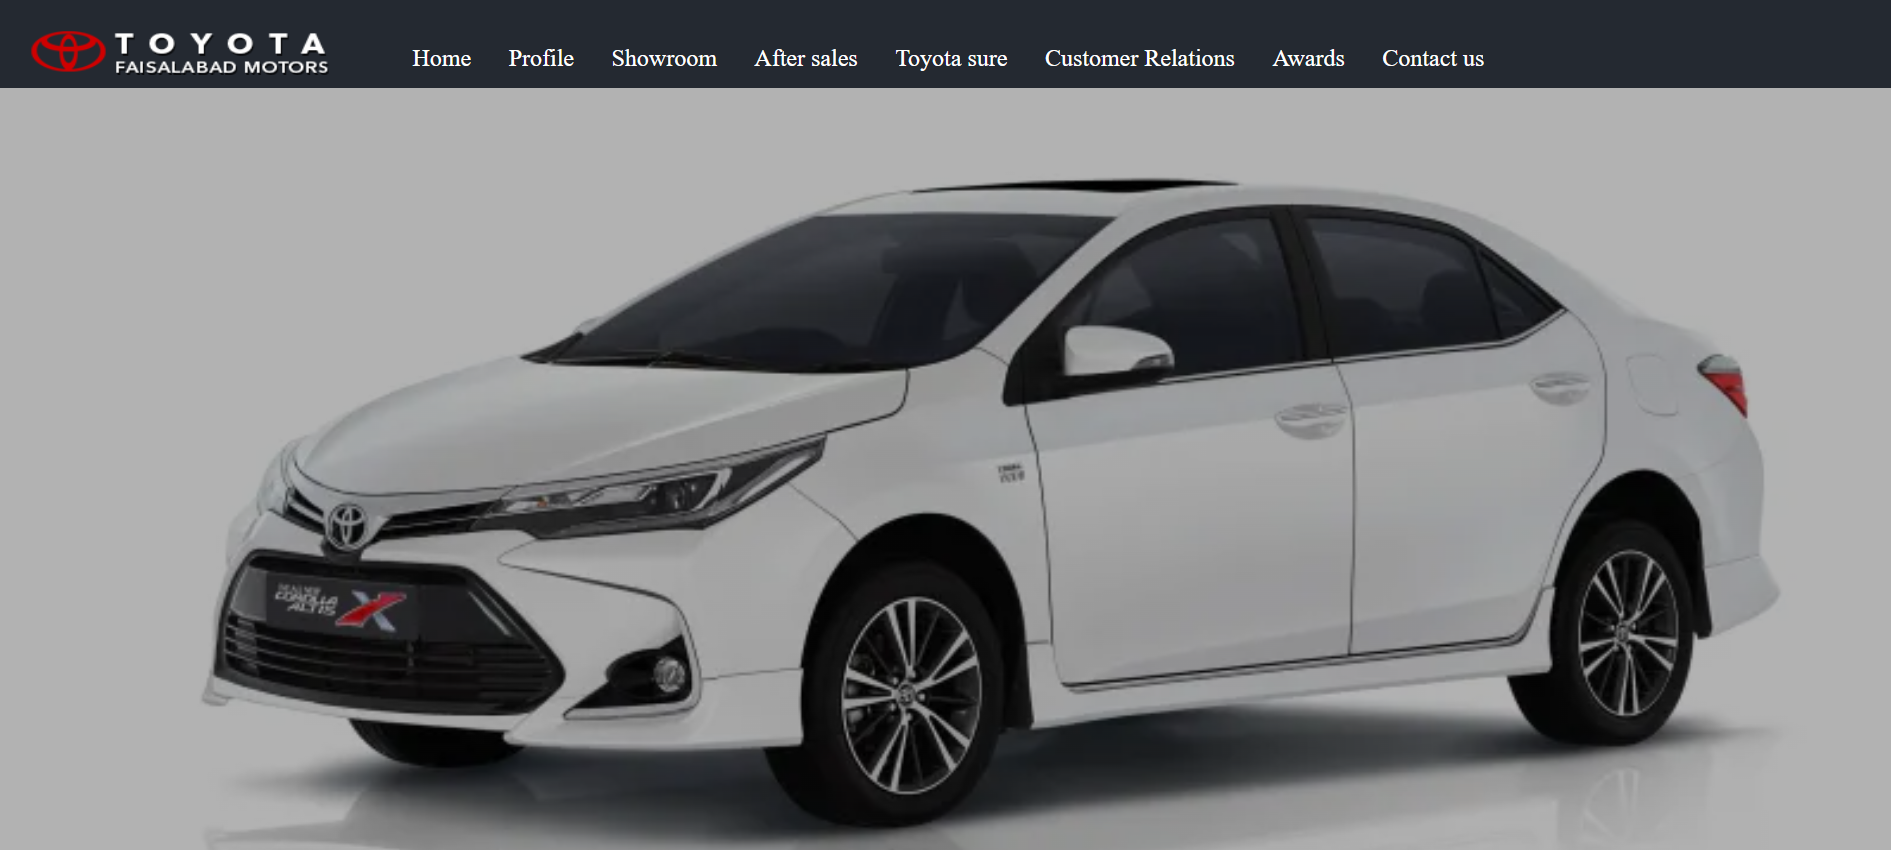 TOYOTA
FAISALABAD MOTORS
Home Profile Showroom After sales Toyota sure Customer Relations Awards Contact us
COROLLA
ALTIS X